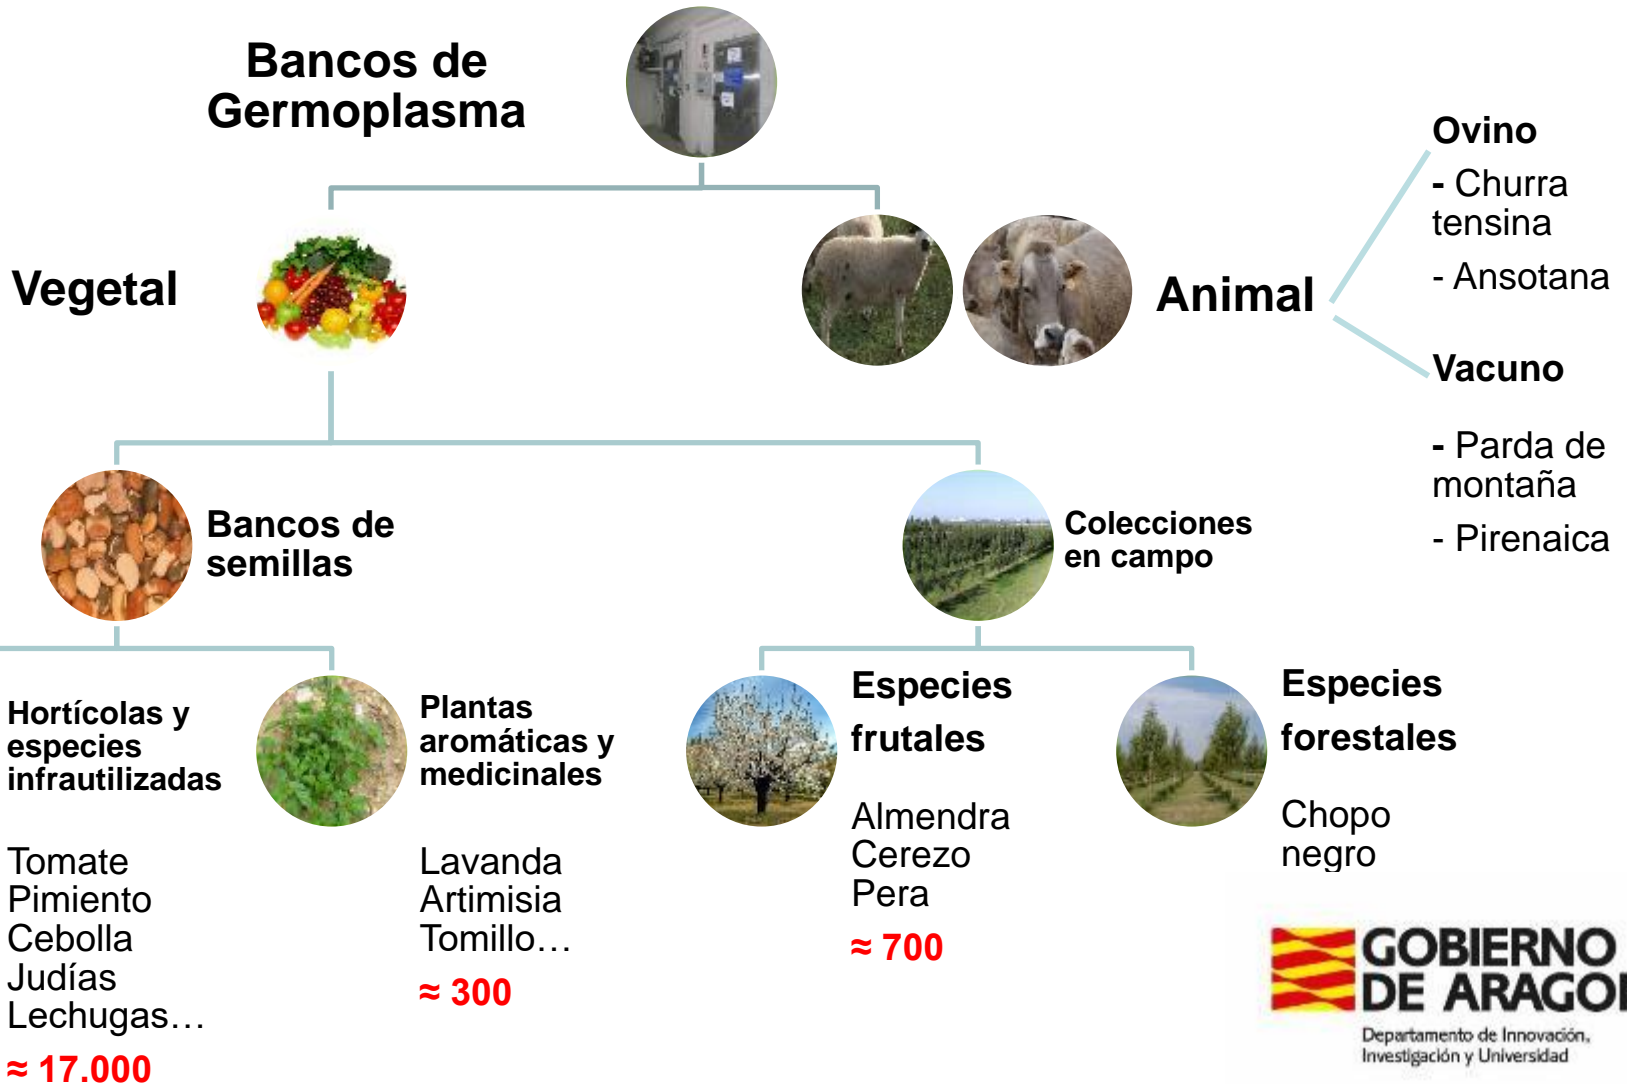 Bancos de
Germoplasma
Vegetal
Animal
Ovino
- Churra
tensina
- Ansotana
Vacuno
- Parda de
montaña
- Pirenaica
Bancos de
semillas
Colecciones
en campo
Hortícolas y
especies
infrautilizadas
Tomate
Pimiento
Cebolla
Judías
Lechugas…
≈ 17.000
Plantas
aromáticas y
medicinales
Lavanda
Artimisia
Tomillo…
≈ 300
Especies
frutales
Almendra
Cerezo
Pera
≈ 700
Especies
forestales
Chopo
negro
GOBIERNO
DE ARAGON
Departamento de Innovación,
Investigación y Universidad